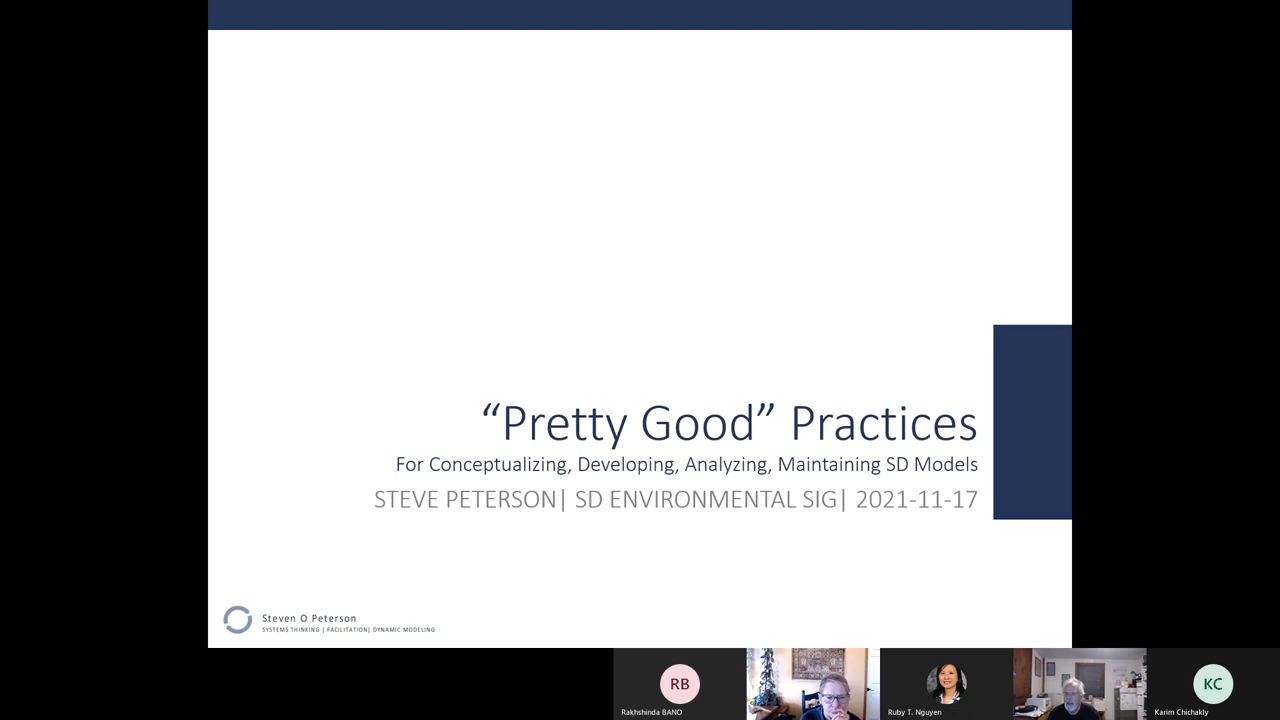 “Pretty Good” Practices
For Conceptualizing, Developing, Analyzing, Maintaining SD Models
STEVE PETERSON| SD ENVIRONMENTAL SIG| 2021-11-17
Steven O Peterson
SYSTEMS THINKING | FACILITATION| DYNAMIC MODELING
RB
KC
Rakhshinda BANO
Ruby T. Nguyen
Karim Chichakly